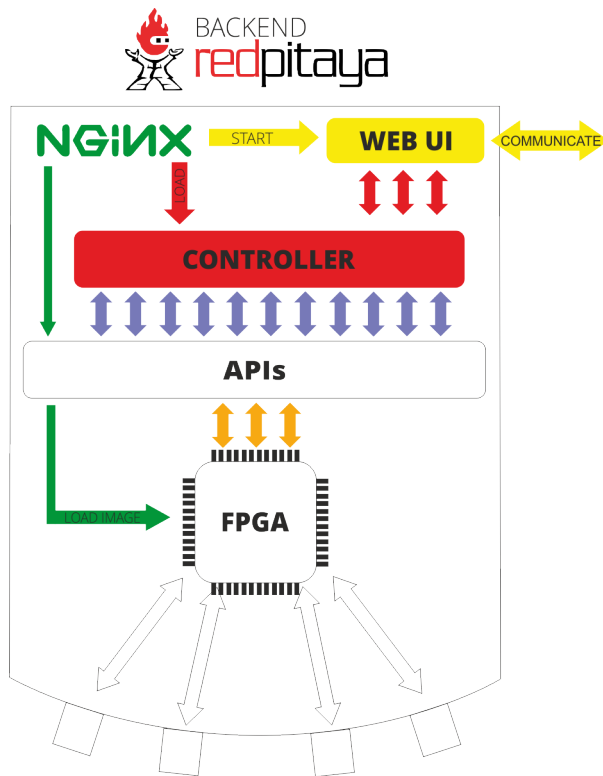 BACKEND
redpitaya
NGiNX
START
WEB UI
COMMUNICATE
LOAD
CONTROLLER
APIs
LOAD IMAGE
FPGA